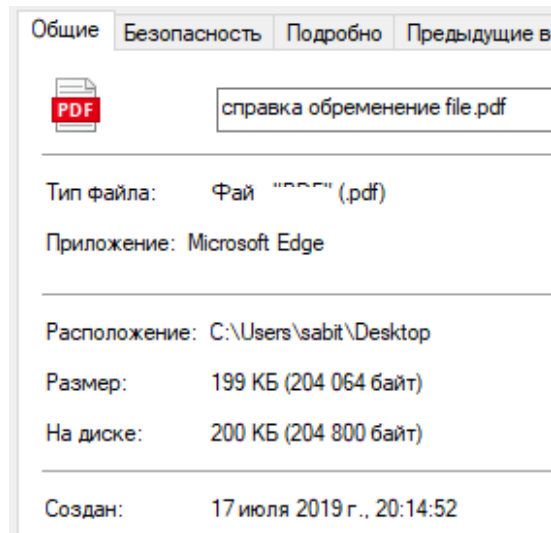 Общие Безопасность Подробно Предыдущие в
PDF
справка обременение file.pdf
Тип файла: (.pdf)
Приложение: Microsoft Edge
Расположение: C:\Users\sabit\Desktop
Размер: 199 КБ (204 064 байт)
На диске: 200 КБ (204 800 байт)
Создан: 17 июля 2019 г., 20:14:52